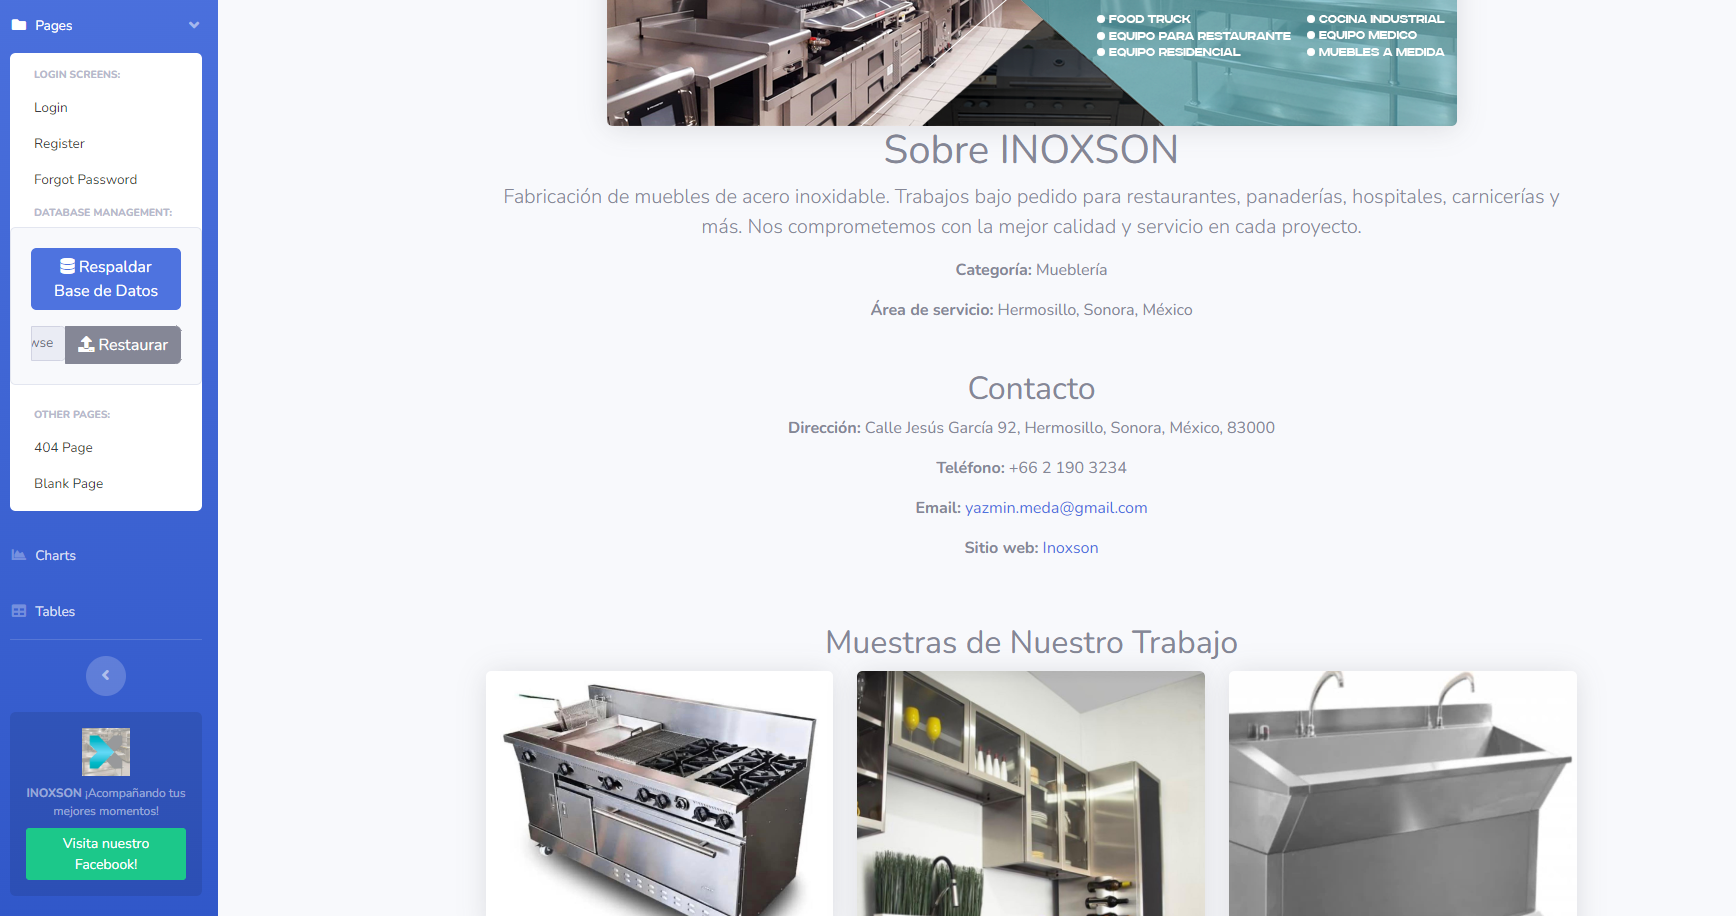 Pages
LOGIN SCREENS:
Login
Register
Forgot Password
DATABASE MANAGEMENT:
Respaldar
Base de Datos
wse
Restaurar
OTHER PAGES:
404 Page
Blank Page
Charts
Tables
INOXSON ¡Acompañando tus
mejores momentos!
Visita nuestro
Facebook!
FOOD TRUCK
EQUIPO PARA RESTAURANTE
EQUIPO RESIDENCIAL
COCINA INDUSTRIAL
EQUIPO MEDICO
MUEBLES A MEDIDA
Sobre INOXSON
Fabricación de muebles de acero inoxidable. Trabajos bajo pedido para restaurantes, panaderías, hospitales, carnicerías y
más. Nos comprometemos con la mejor calidad y servicio en cada proyecto.
Categoría: Mueblería
Área de servicio: Hermosillo, Sonora, México
Contacto
Dirección: Calle Jesús García 92, Hermosillo, Sonora, México, 83000
Teléfono: +66 2 190 3234
Email: yazmin.meda@gmail.com
Sitio web: Inoxson
Muestras de Nuestro Trabajo